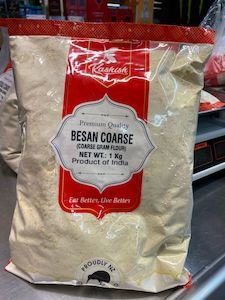 Kashish
Premium Quality
BESAN COARSE
(COARSE GRAM FLOUR)
NET WT.: 1 Kg
Product of India
Eat Better, Live Better
PROUDLY NZ